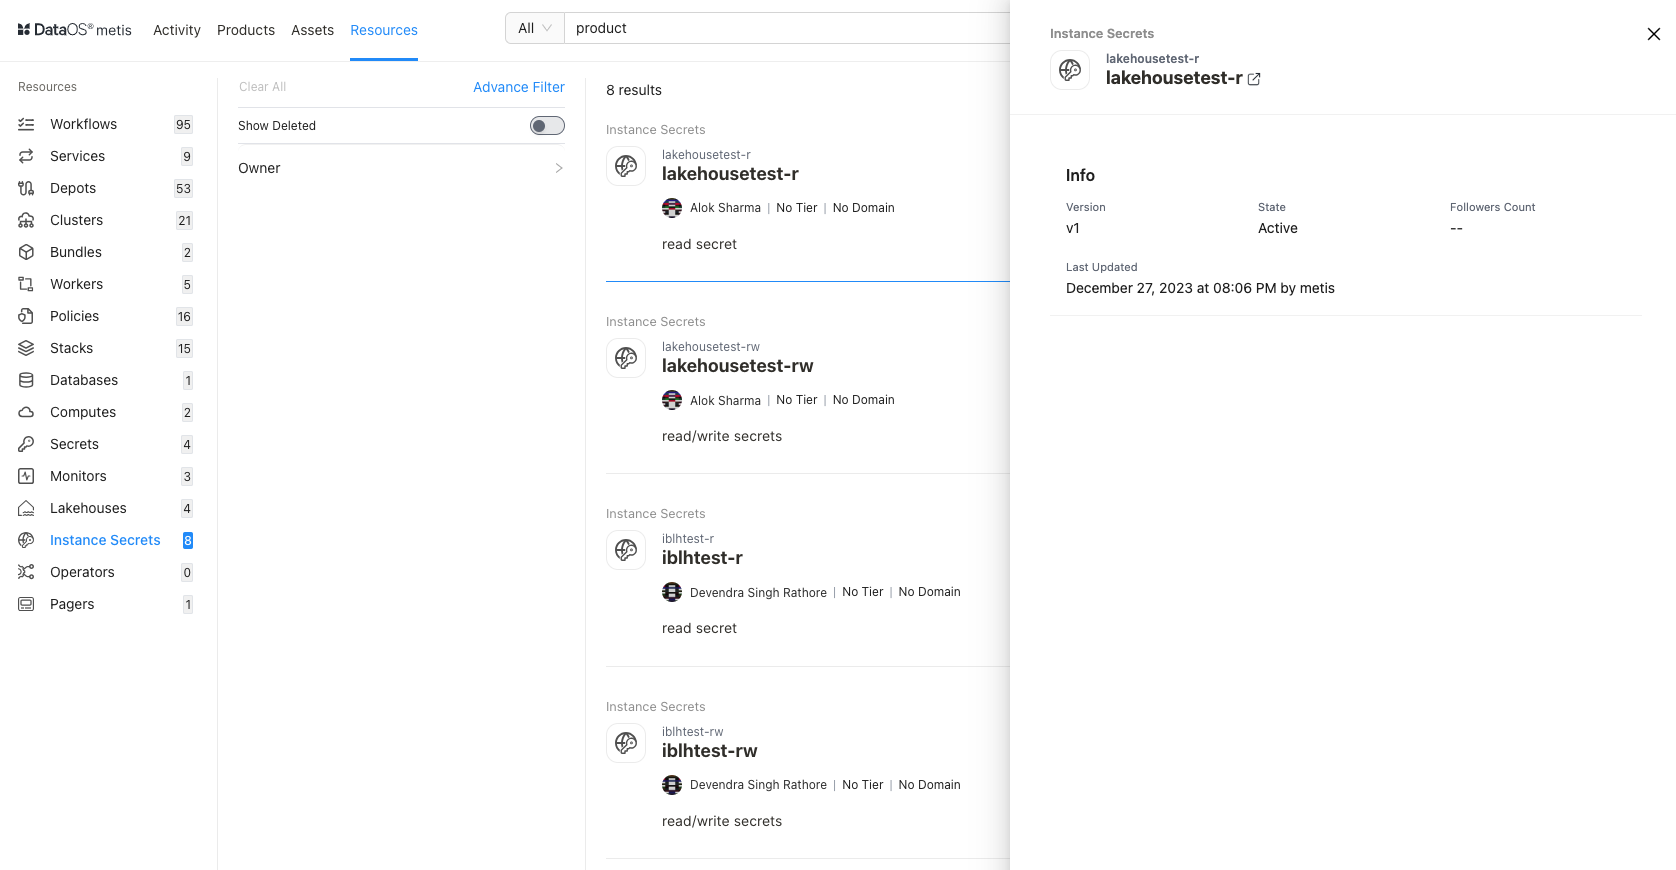 DataOS® metis
Activity
Products
Assets
Resources
All
product
Resources
Workflows 95
Services 9
Depots 53
Clusters 21
Bundles 2
Workers 5
Policies 16
Stacks 15
Databases 1
Computes 2
Secrets 4
Monitors 3
Lakehouses 4
Instance Secrets 8
Operators 0
Pagers 1
Clear All
Advance Filter
Show Deleted
Owner
8 results
Instance Secrets
lakehousetest-r
lakehousetest-r
Alok Sharma | No Tier | No Domain
read secret
Instance Secrets
lakehousetest-rw
lakehousetest-rw
Alok Sharma | No Tier | No Domain
read/write secrets
Instance Secrets
iblhtest-r
iblhtest-r
Devendra Singh Rathore | No Tier | No Domain
read secret
Instance Secrets
iblhtest-rw
iblhtest-rw
Devendra Singh Rathore | No Tier | No Domain
read/write secrets
Instance Secrets
lakehousetest-r
lakehousetest-r
Info
Version
v1
State
Active
Followers Count
--
Last Updated
December 27, 2023 at 08:06 PM by metis